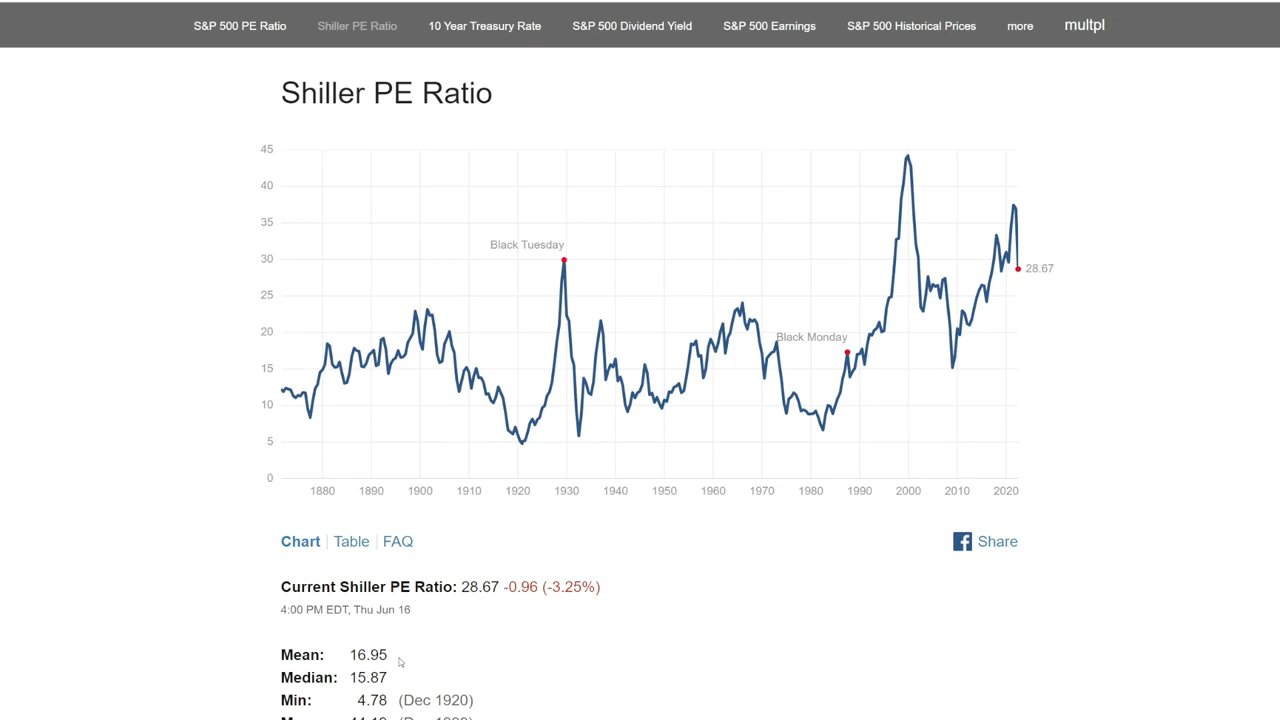 S&P 500 PE Ratio Shiller PE Ratio 10 Year Treasury Rate S&P 500 Dividend Yield S&P 500 Earnings S&P 500 Historical Prices more multpl
Shiller PE Ratio
45
40
35
30
25
20
15
10
5
0
Black Tuesday
Black Monday
28.67
1880 1890 1900 1910 1920 1930 1940 1950 1960 1970 1980 1990 2000 2010 2020
Chart Table FAQ
Share
Current Shiller PE Ratio: 28.67 -0.96 (-3.25%)
4:00 PM EDT, Thu Jun 16
Mean: 16.95
Median: 15.87
Min: 4.78 (Dec 1920)